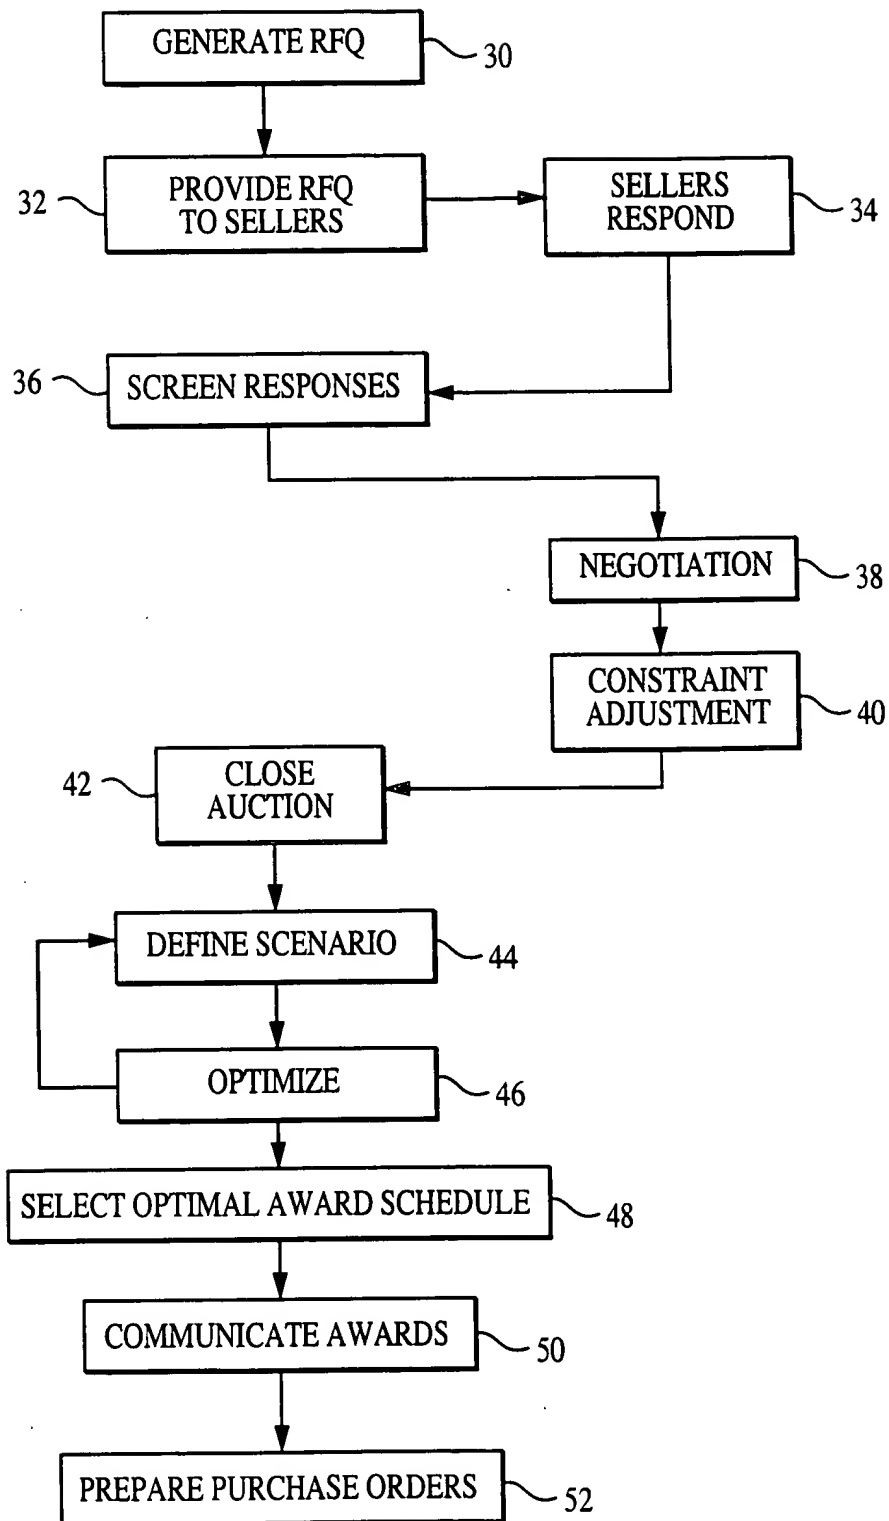 GENERATE RFQ
30
PROVIDE RFQ
TO SELLERS
32
SELLERS
RESPOND
34
SCREEN RESPONSES
36
NEGOTIATION
38
CONSTRAINT
ADJUSTMENT
40
CLOSE
AUCTION
42
DEFINE SCENARIO
44
OPTIMIZE
46
SELECT OPTIMAL AWARD SCHEDULE
48
COMMUNICATE AWARDS
50
PREPARE PURCHASE ORDERS
52